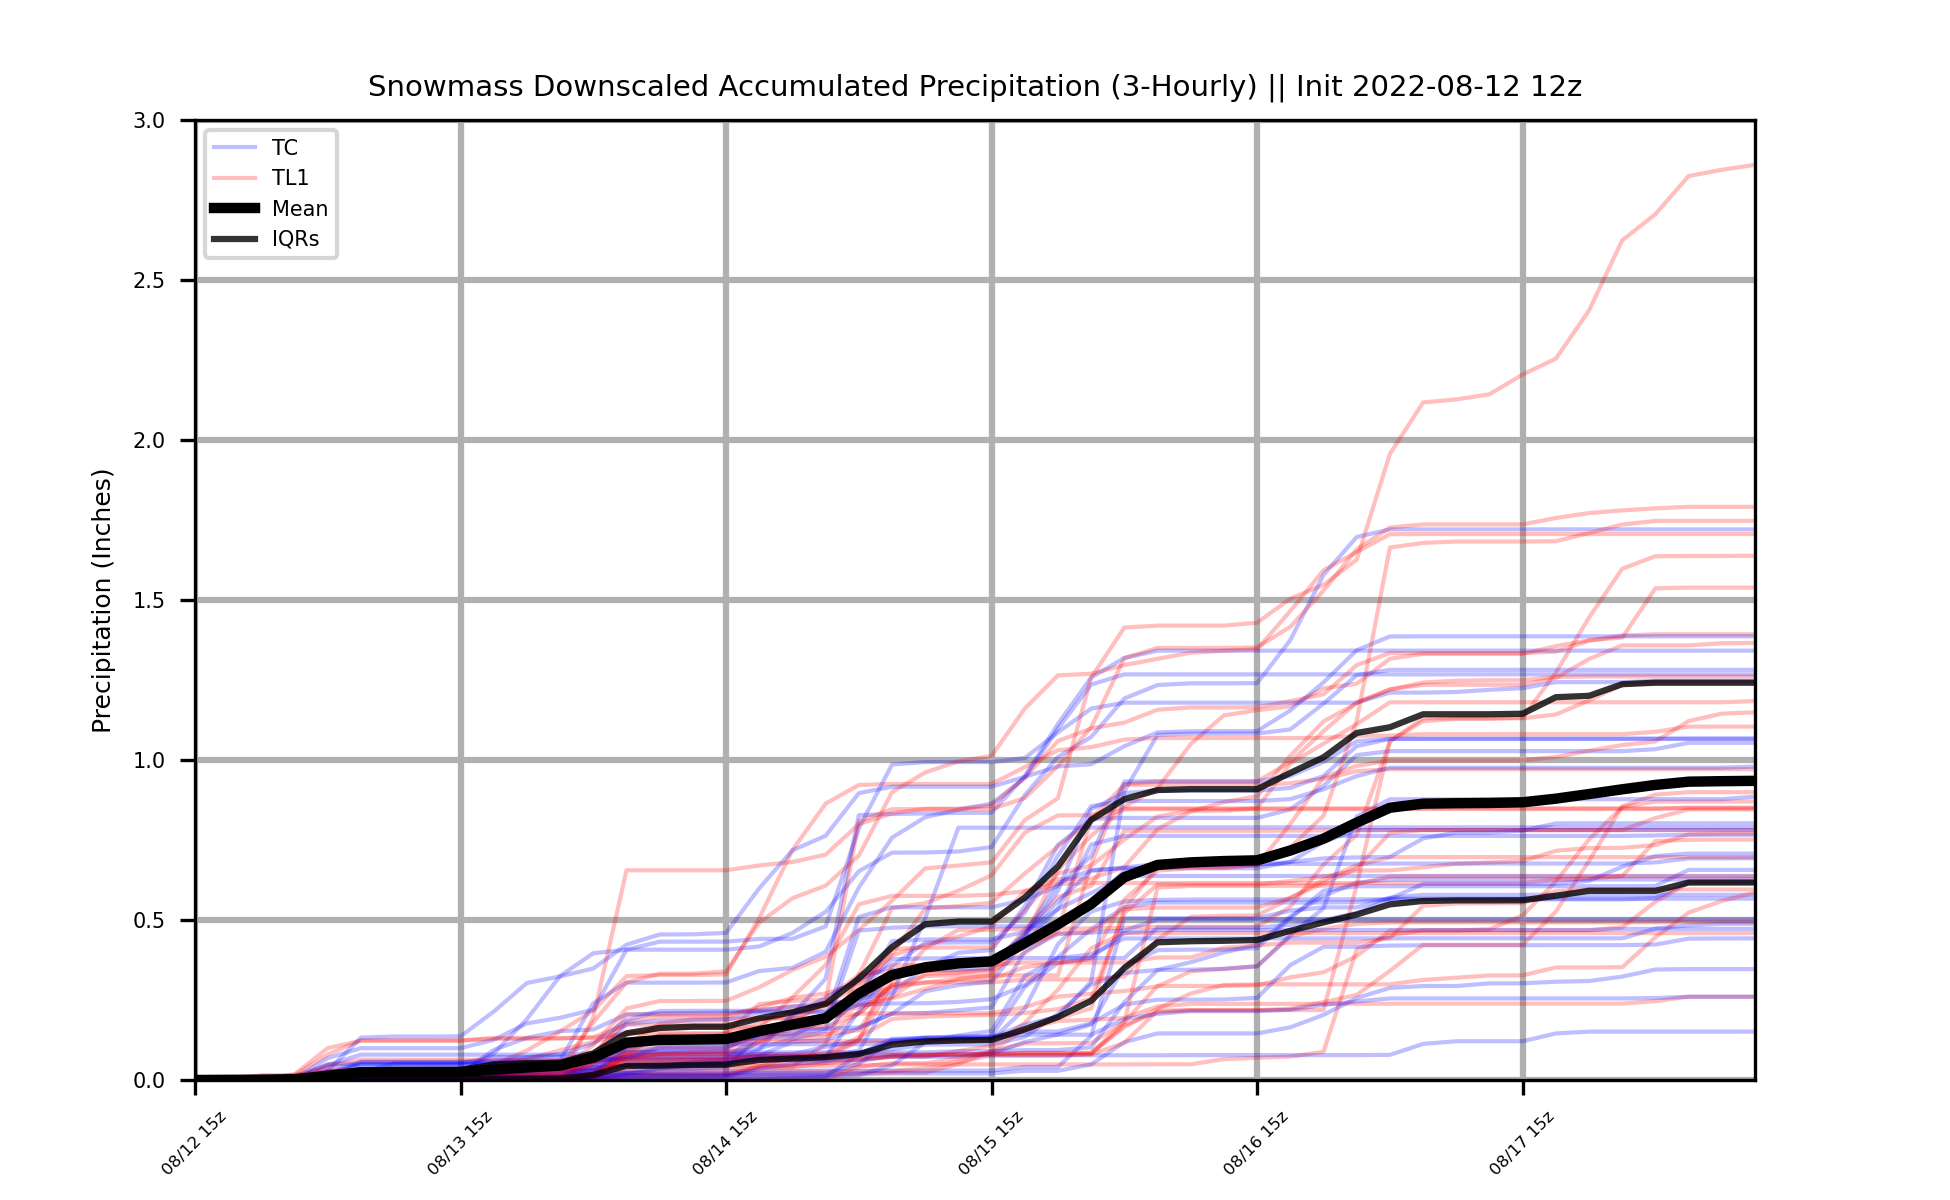 Snowmass Downscaled Accumulated Precipitation (3-Hourly) || Init 2022-08-12 12z
3.0
2.5
2.0
1.5
1.0
0.5
0.0
Precipitation (Inches)
TC
TL1
Mean
IQRs
08/12 15z
08/13 15z
08/14 15z
08/15 15z
08/16 15z
08/17 15z